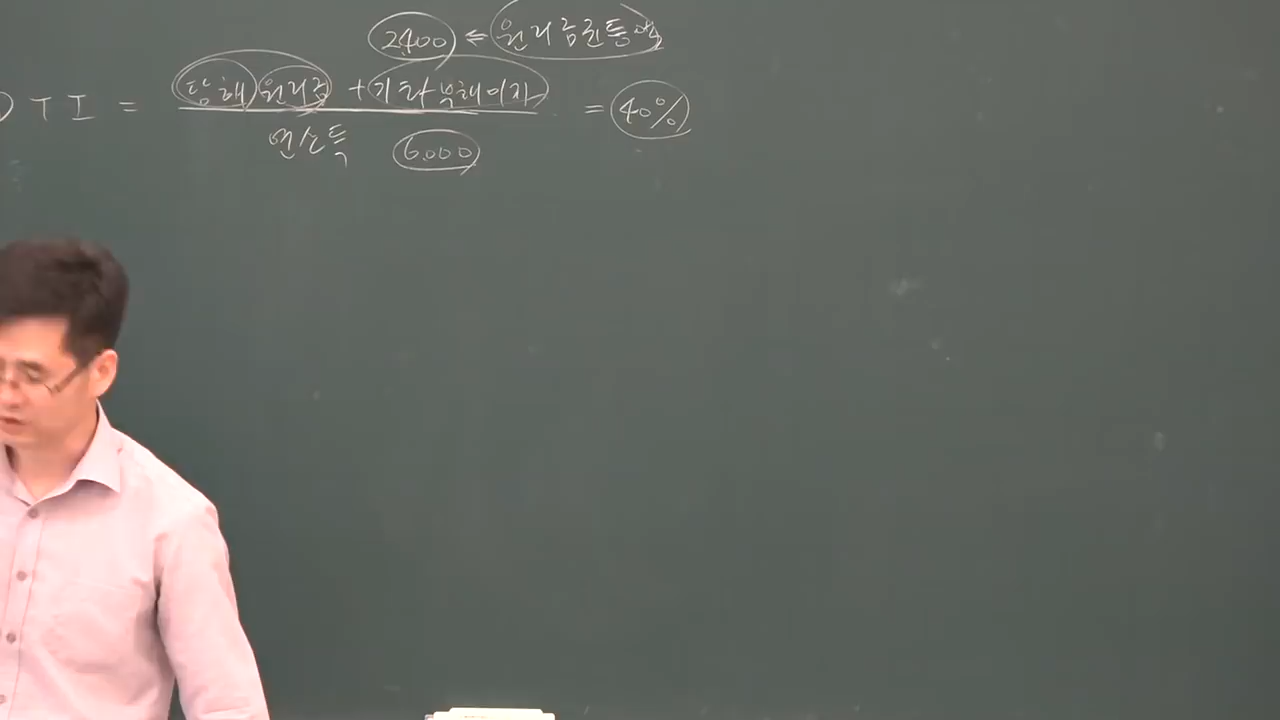 2400 ⇐ 원리금균등액
DTI = 당해 원리금 + 기타부채이자 = 40%
연소득 6.000